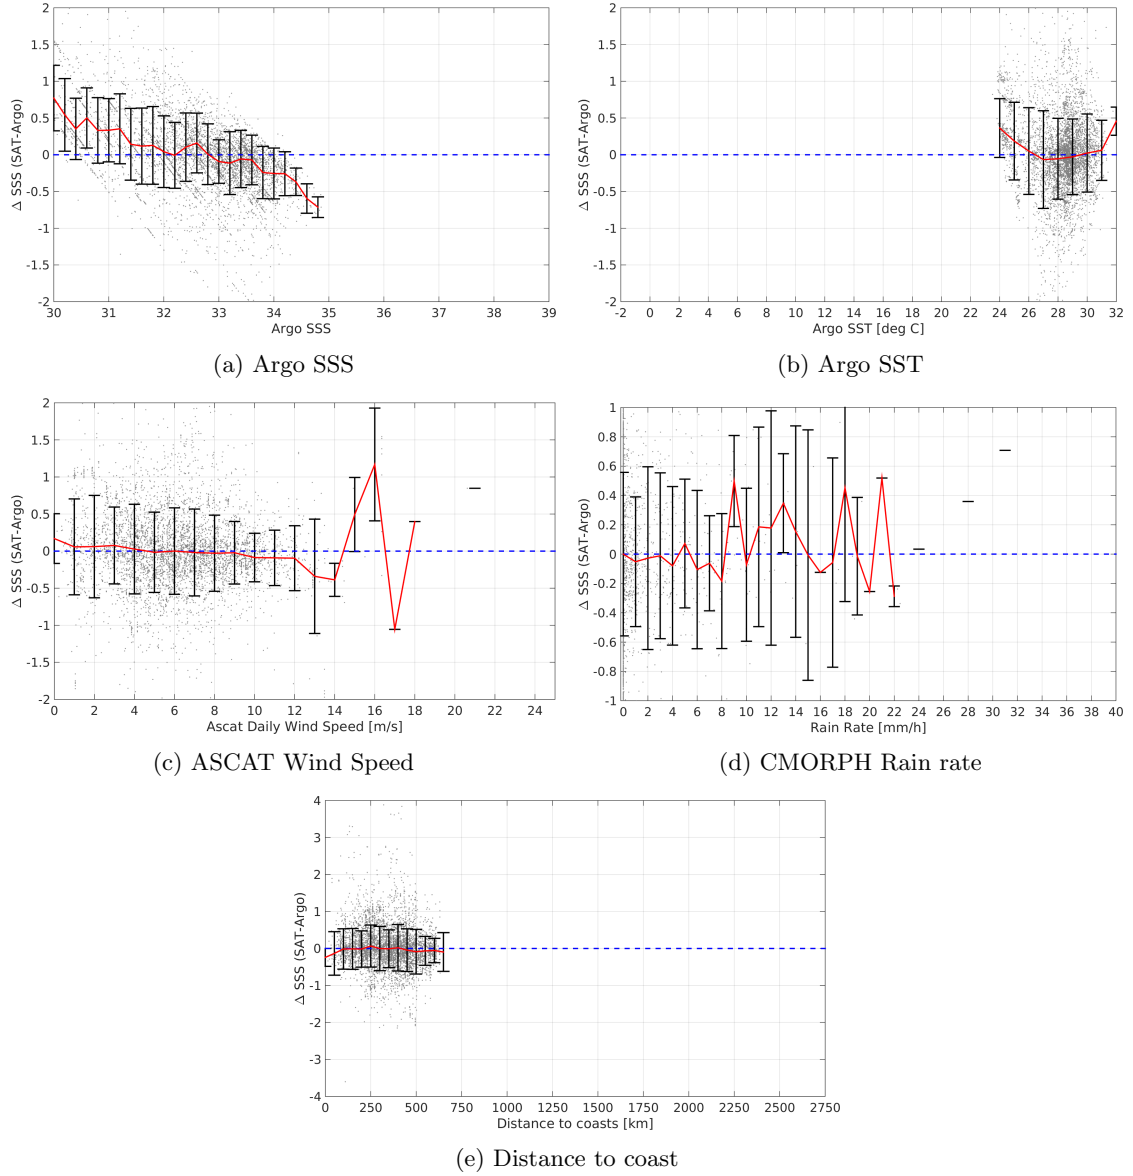 2
1.5
1
0.5
0
-0.5
-1
-1.5
-2
Δ SSS (SAT-Argo)
30 31 32 33 34 35 36 37 38 39
Argo SSS
(a) Argo SSS
2
1.5
1
0.5
0
-0.5
-1
-1.5
-2
Δ SSS (SAT-Argo)
-2 0 2 4 6 8 10 12 14 16 18 20 22 24 26 28 30 32
Argo SST [deg C]
(b) Argo SST
2
1.5
1
0.5
0
-0.5
-1
-1.5
-2
Δ SSS (SAT-Argo)
0 2 4 6 8 10 12 14 16 18 20 22 24
Ascat Daily Wind Speed [m/s]
(c) ASCAT Wind Speed
1
0.8
0.6
0.4
0.2
0
-0.2
-0.4
-0.6
-0.8
-1
Δ SSS (SAT-Argo)
0 2 4 6 8 10 12 14 16 18 20 22 24 26 28 30 32 34 36 38 40
Rain Rate [mm/h]
(d) CMORPH Rain rate
4
3
2
1
0
-1
-2
-3
-4
Δ SSS (SAT-Argo)
0 250 500 750 1000 1250 1500 1750 2000 2250 2500 2750
Distance to coasts [km]
(e) Distance to coast